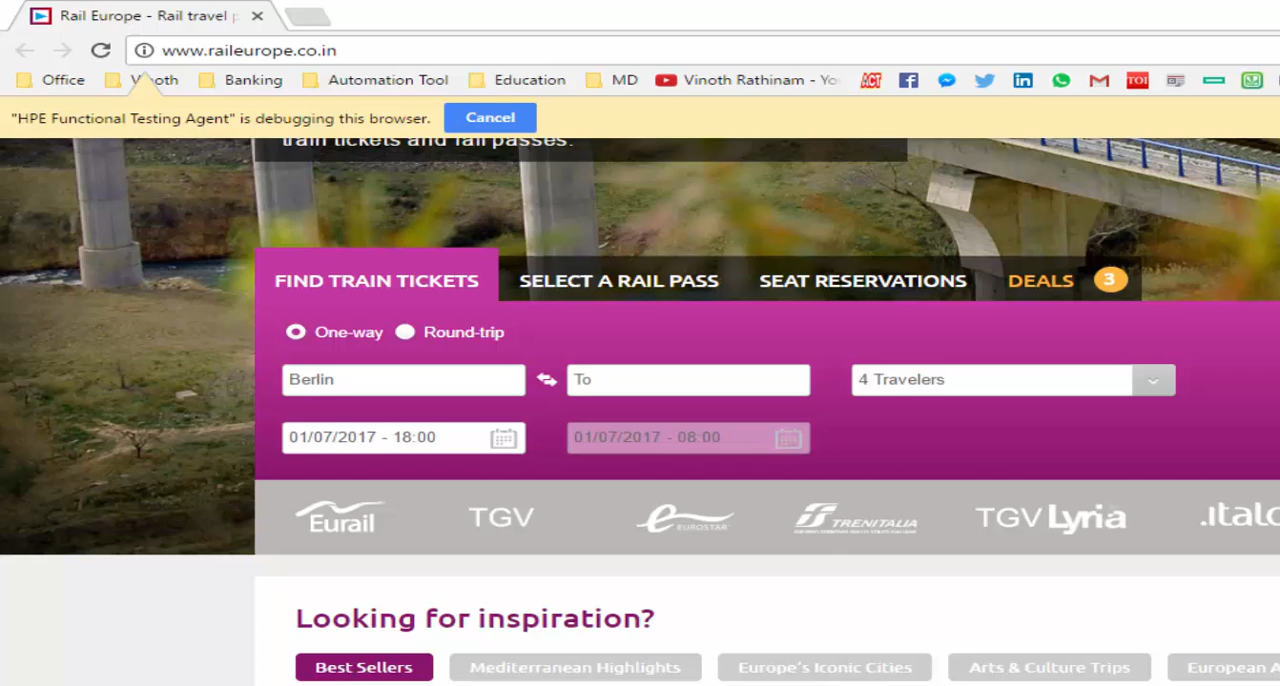 Rail Europe - Rail travel
www.raileurope.co.in
Office Vinoth Banking Automation Tool Education MD Vinoth Rathinam - Yo ACT TOI
"HPE Functional Testing Agent" is debugging this browser. Cancel
train tickets and rail passes.
FIND TRAIN TICKETS SELECT A RAIL PASS SEAT RESERVATIONS DEALS 3
One-way Round-trip
Berlin To 4 Travelers
01/07/2017 - 18:00 01/07/2017 - 08:00
Eurail TGV EUROSTAR TRENITALIA TGV Lyria .italo
Looking for inspiration?
Best Sellers Mediterranean Highlights Europe's Iconic Cities Arts & Culture Trips European A